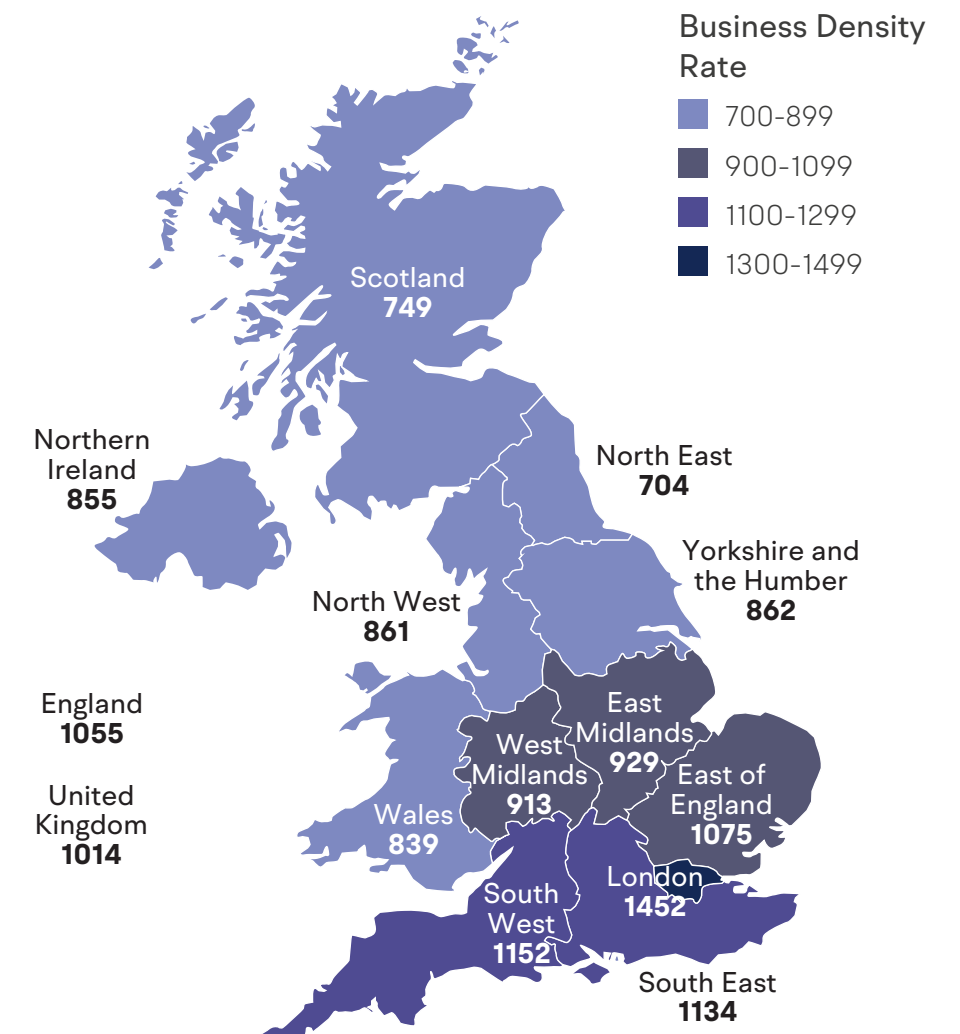 Business Density
Rate
700-899
900-1099
1100-1299
1300-1499
Scotland
749
Northern
Ireland
855
North East
704
Yorkshire and
the Humber
862
North West
861
England
1055
United
Kingdom
1014
East
Midlands
929
West
Midlands
913
East of
England
1075
Wales
839
London
1452
South
West
1152
South East
1134